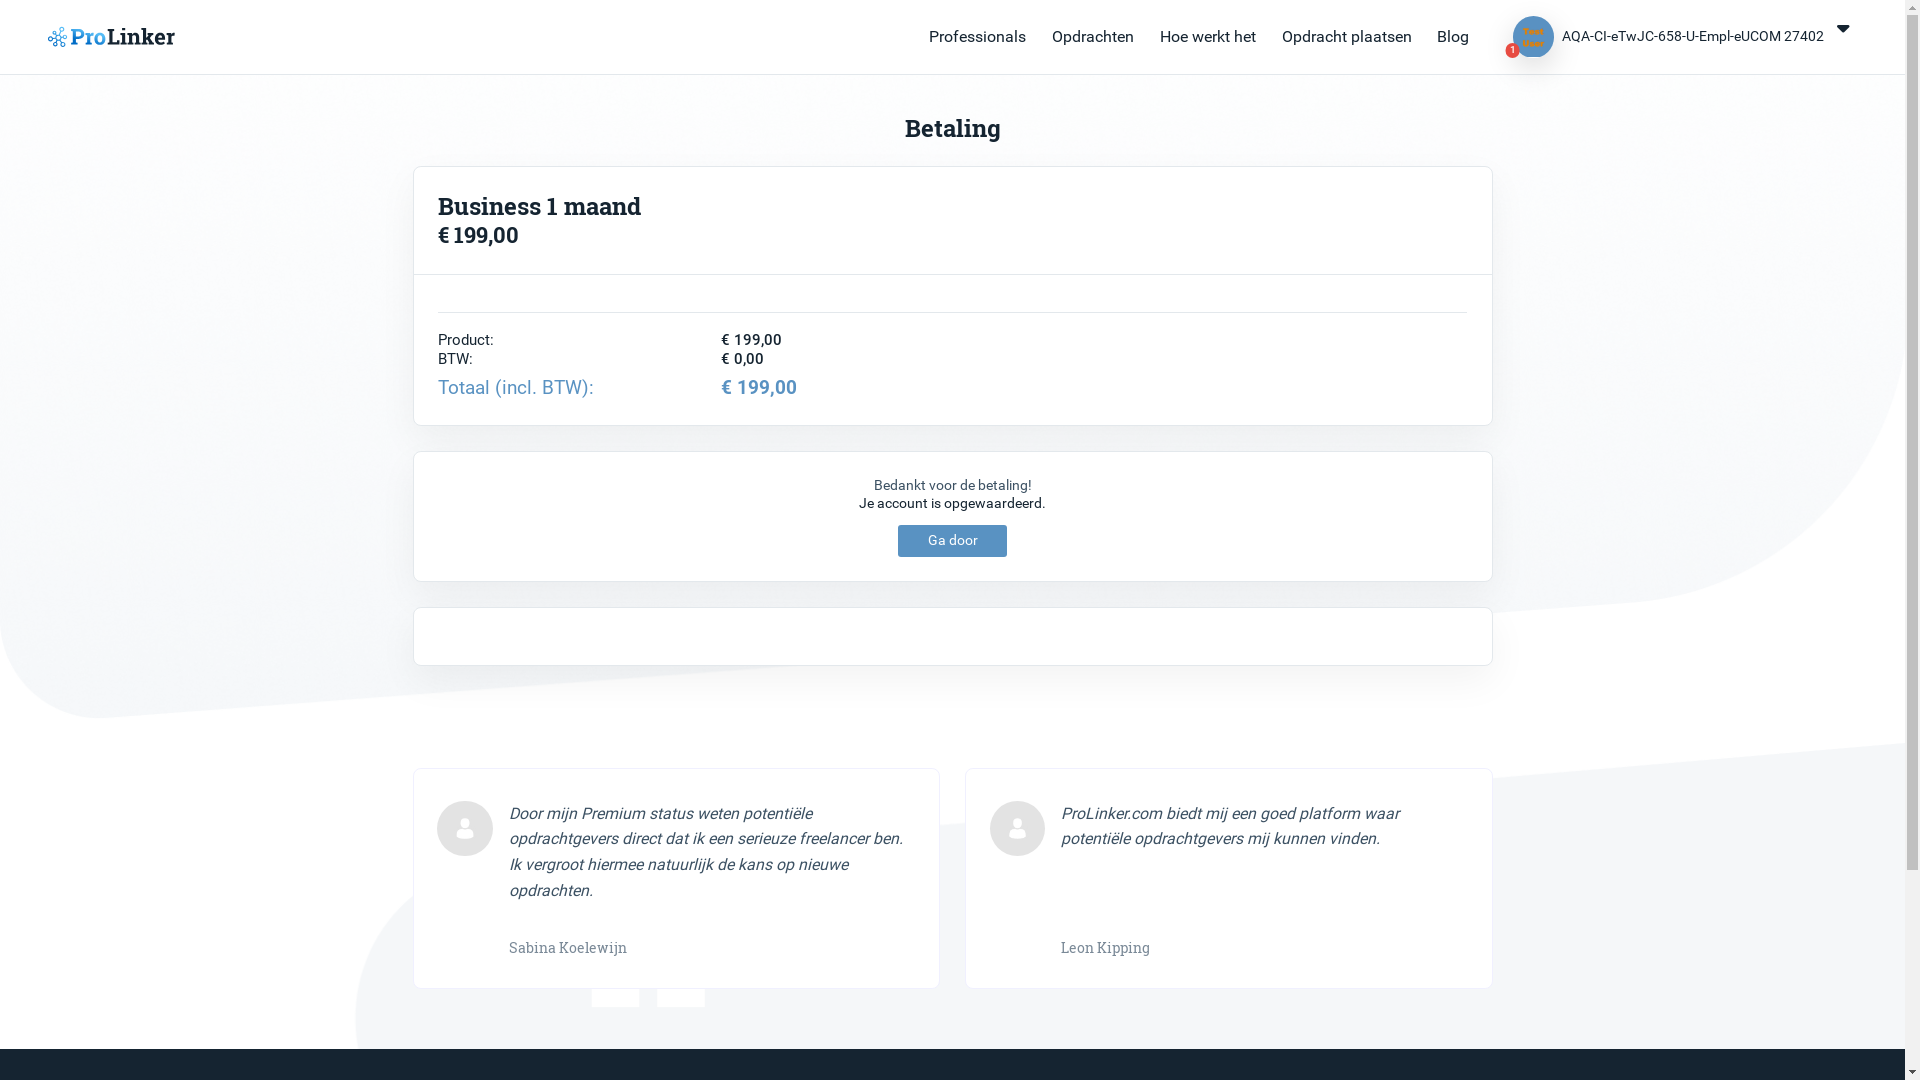 ProLinker
Professionals
Opdrachten
Hoe werkt het
Opdracht plaatsen
Blog
1
AQA-CI-eTwJC-658-U-Empl-eUCOM 27402
Betaling
Business 1 maand
€ 199,00
Product: € 199,00
BTW: € 0,00
Totaal (incl. BTW): € 199,00
Bedankt voor de betaling!
Je account is opgewaardeerd.
Ga door
Door mijn Premium status weten potentiële
opdrachtgevers direct dat ik een serieuze freelancer ben.
Ik vergroot hiermee natuurlijk de kans op nieuwe
opdrachten.
Sabina Koelewijn
ProLinker.com biedt mij een goed platform waar
potentiële opdrachtgevers mij kunnen vinden.
Leon Kipping